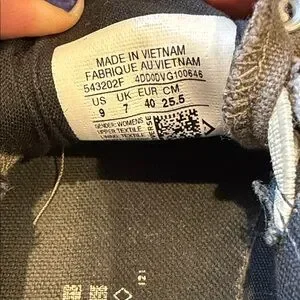 MADE IN VIETNAM
FABRIQUE AU VIETNAM
543202F 4DD0DVG100646
US UK EUR CM
9 7 40 25.5
GENDER: WOMENS
UPPER: TEXTILE
LINING: TEXTILE